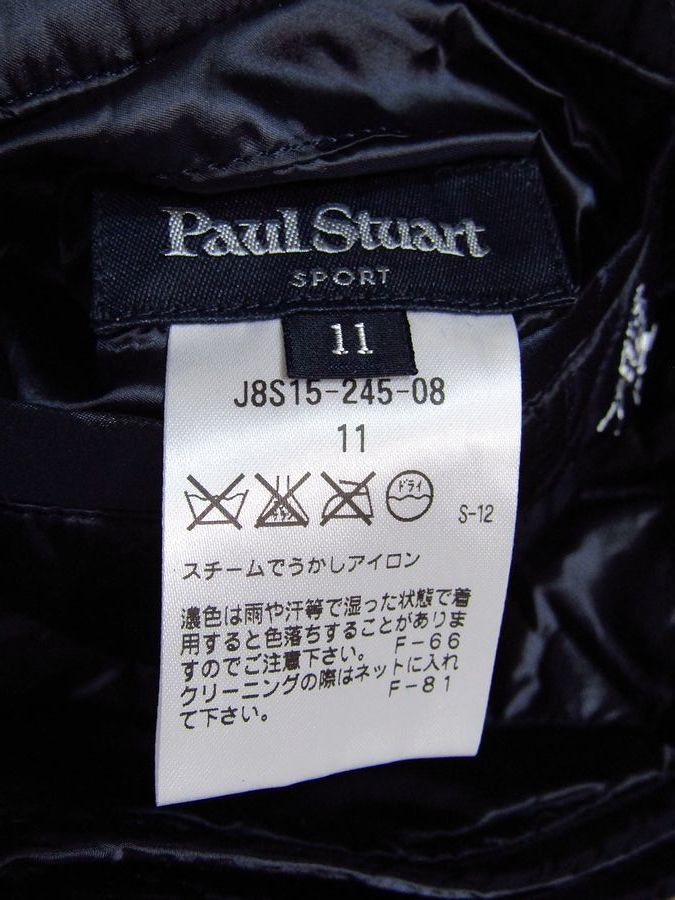 Paul Stuart
SPORT
11
J8S15-245-08
11
ドライ
S-12
スチームでうかしアイロン
濃色は雨や汗等で湿った状態で着
用すると色落ちすることがありま
すのでご注意下さい。 F-66
クリーニングの際はネットに入れ
て下さい。 F-81